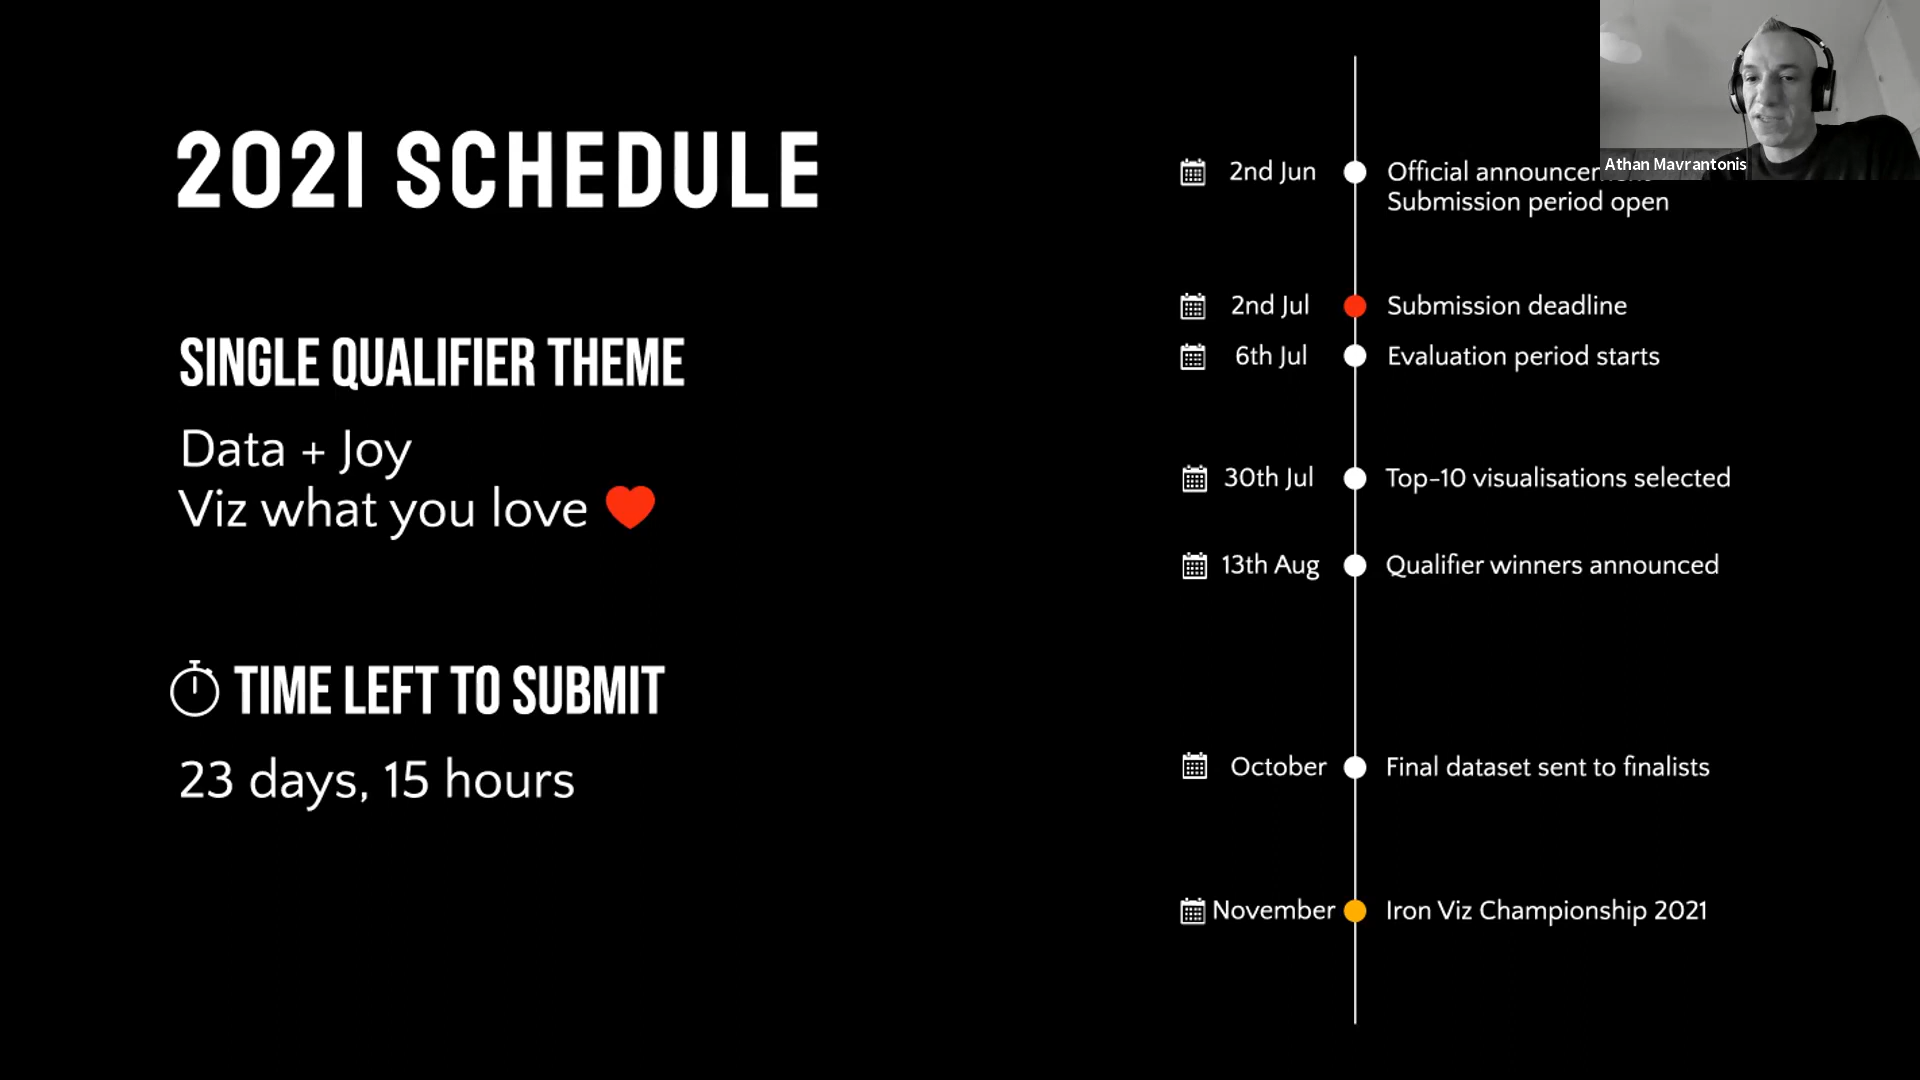 2021 SCHEDULE
SINGLE QUALIFIER THEME
Data + Joy
Viz what you love
TIME LEFT TO SUBMIT
23 days, 15 hours
2nd Jun
Official
Submission period open
2nd Jul
Submission deadline
6th Jul
Evaluation period starts
30th Jul
Top-10 visualisations selected
13th Aug
Qualifier winners announced
October
Final dataset sent to finalists
November
Iron Viz Championship 2021
Athan Mavrantonis